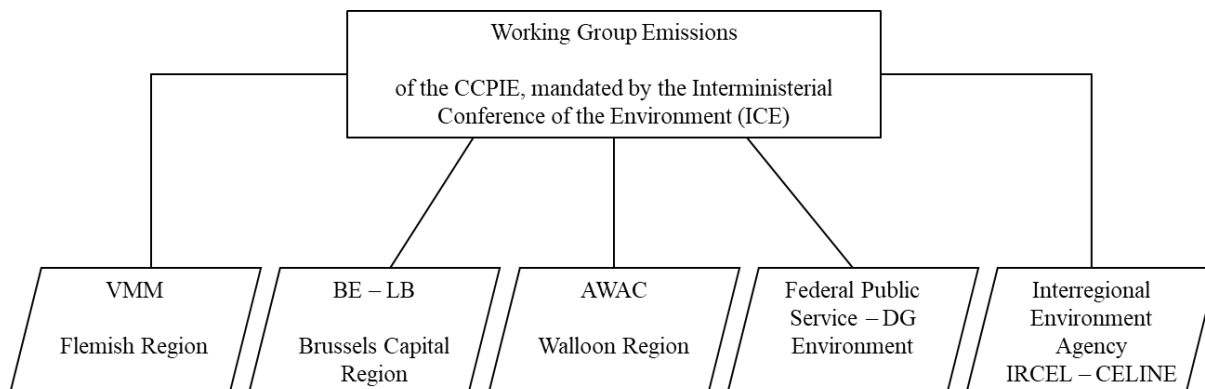 Working Group Emissions
of the CCPIE, mandated by the Interministerial
Conference of the Environment (ICE)
VMM
Flemish Region
BE – LB
Brussels Capital
Region
AWAC
Walloon Region
Federal Public
Service – DG
Environment
Interregional
Environment
Agency
IRCEL – CELINE